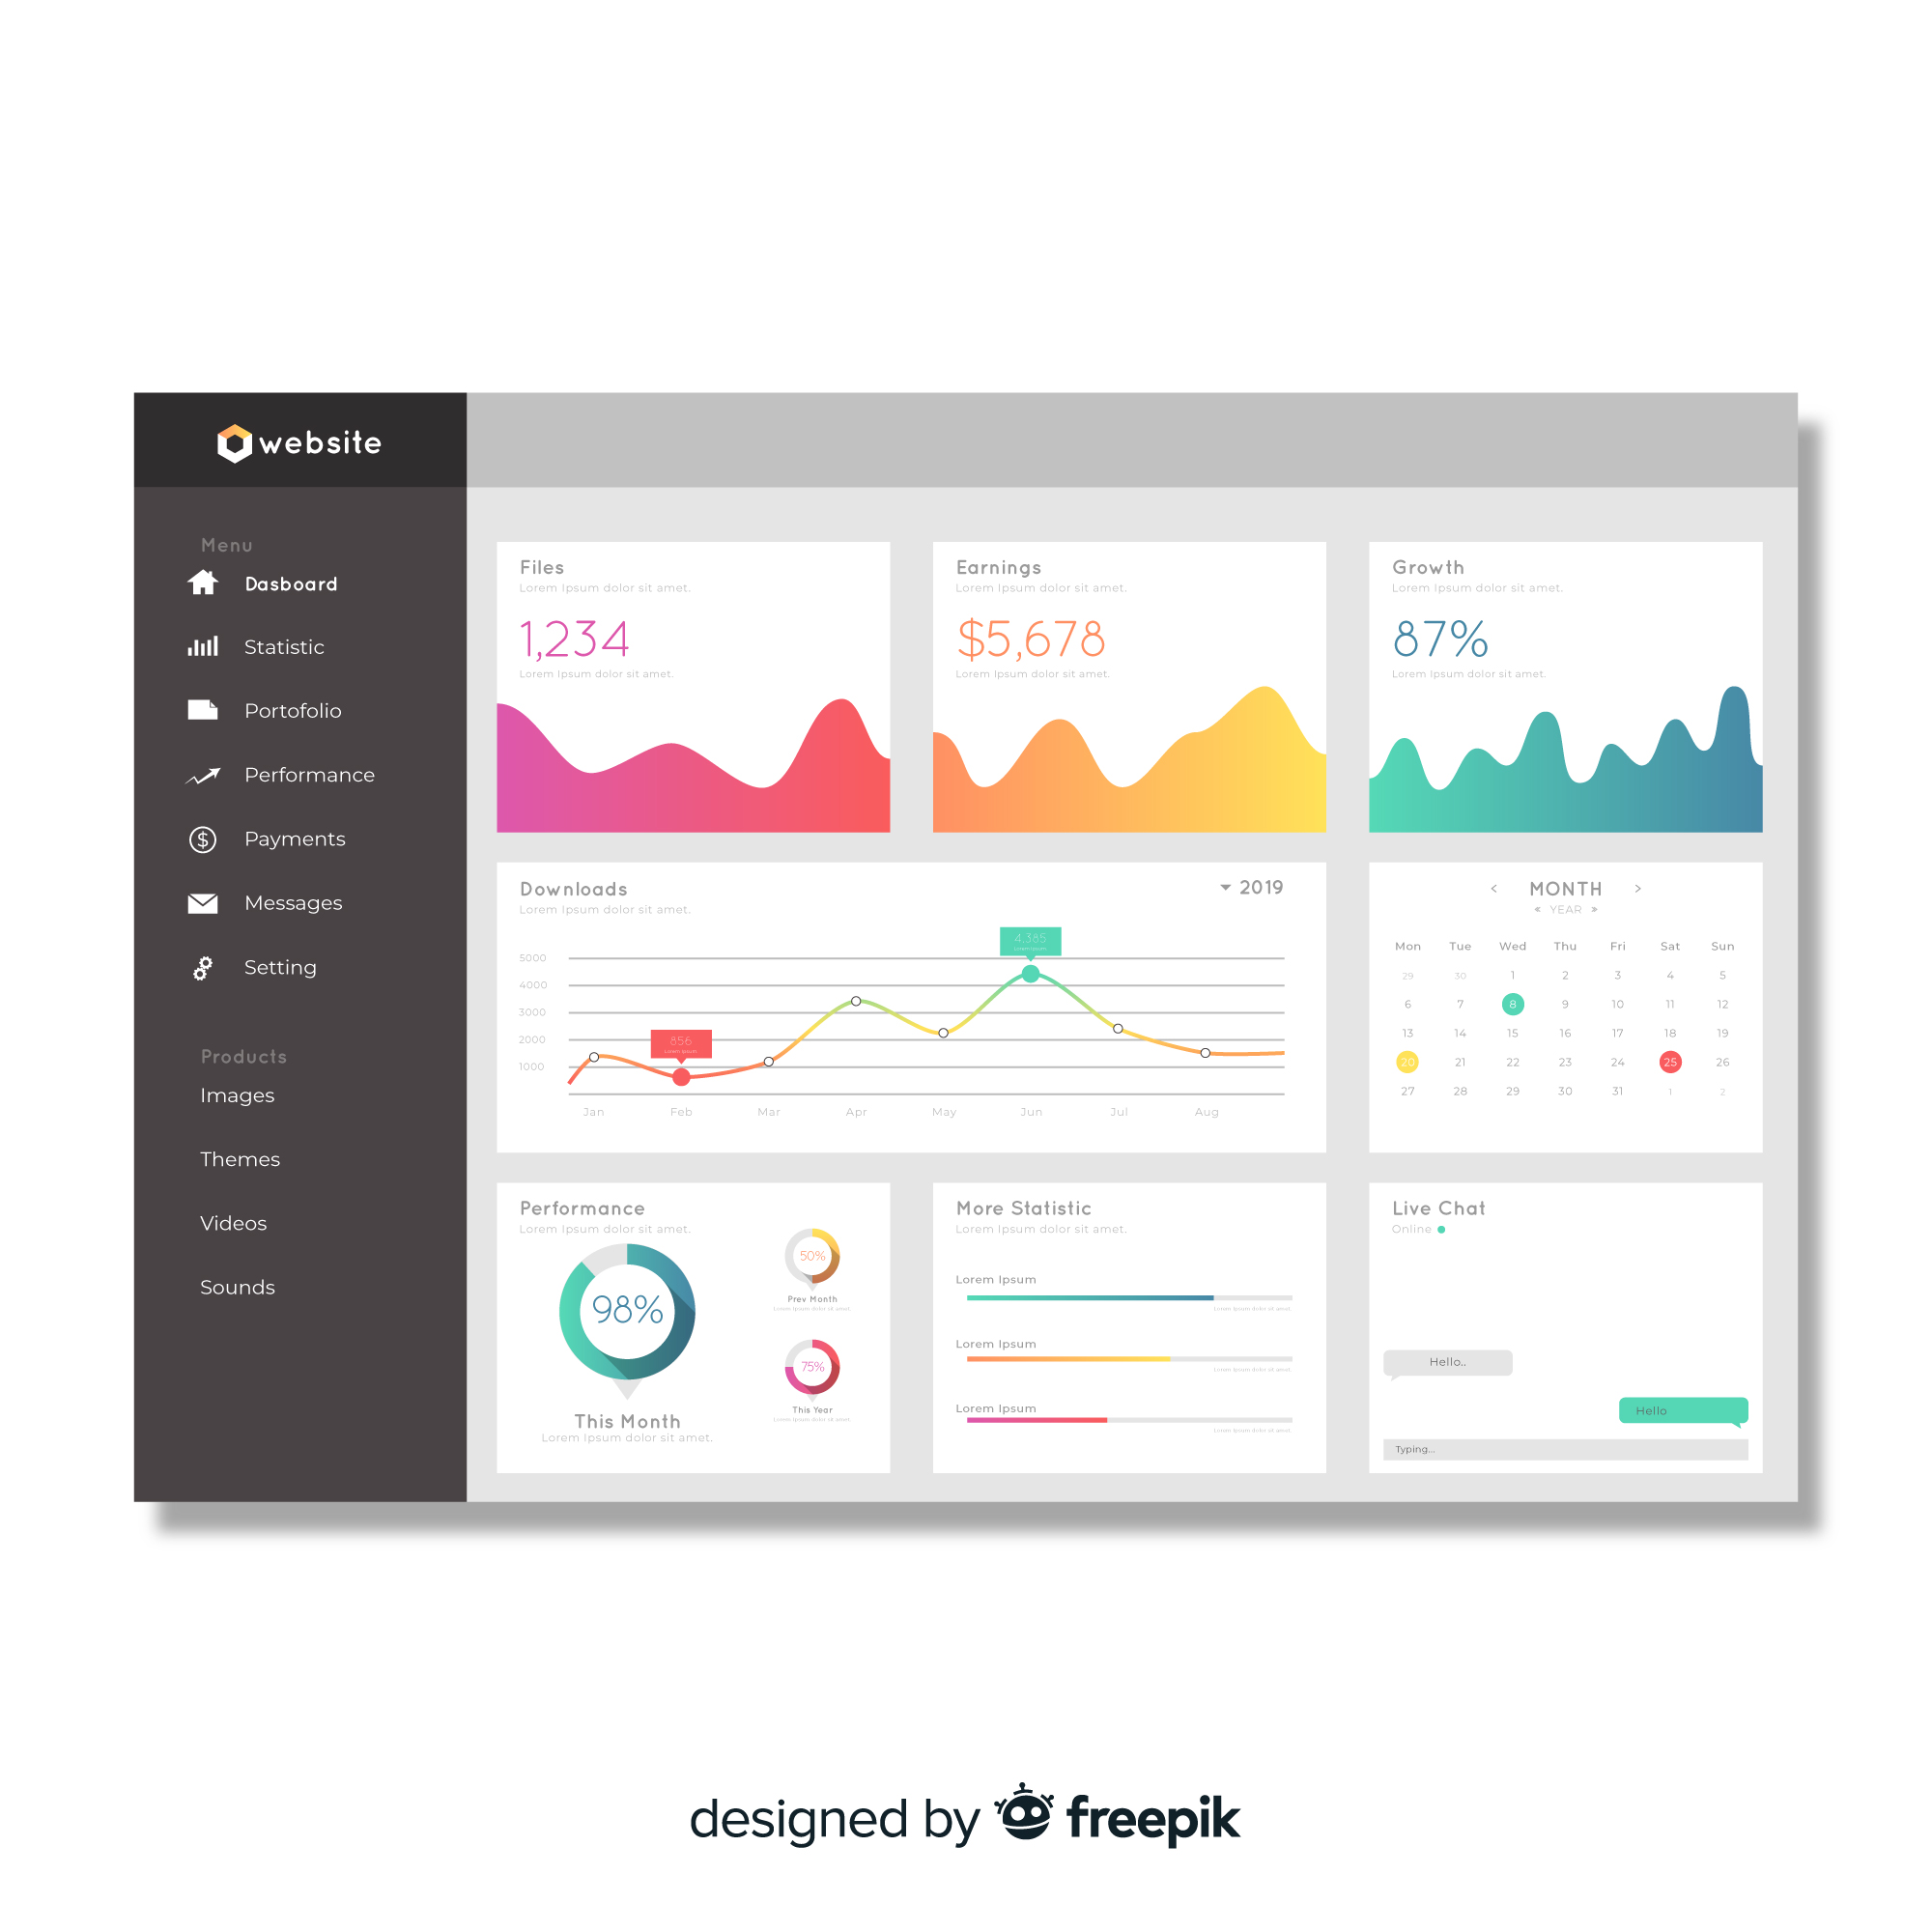 website
Menu
Dasboard
Statistic
Portofolio
Performance
Payments
Messages
Setting
Products
Images
Themes
Videos
Sounds
Files
Lorem Ipsum dolor sit amet.
1,234
Lorem Ipsum dolor sit amet.
Earnings
Lorem Ipsum dolor sit amet.
$5,678
Lorem Ipsum dolor sit amet.
Growth
Lorem Ipsum dolor sit amet.
87%
Lorem Ipsum dolor sit amet.
Downloads
2019
Lorem Ipsum dolor sit amet.
5000
4000
3000
2000
1000
4,385
Lorem Ipsum
856
Lorem Ipsum
Jan Feb Mar Apr May Jun Jul Aug
< MONTH >
« YEAR »
Mon Tue Wed Thu Fri Sat Sun
29 30 1 2 3 4 5
6 7 8 9 10 11 12
13 14 15 16 17 18 19
20 21 22 23 24 25 26
27 28 29 30 31 1 2
Performance
Lorem Ipsum dolor sit amet.
98%
This Month
Lorem Ipsum dolor sit amet.
50%
Prev Month
Lorem Ipsum dolor sit amet.
75%
This Year
Lorem Ipsum dolor sit amet.
More Statistic
Lorem Ipsum dolor sit amet.
Lorem Ipsum
Lorem Ipsum dolor sit amet.
Lorem Ipsum
Lorem Ipsum dolor sit amet.
Lorem Ipsum
Lorem Ipsum dolor sit amet.
Live Chat
Online
Hello..
Hello
Typing...
designed by freepik